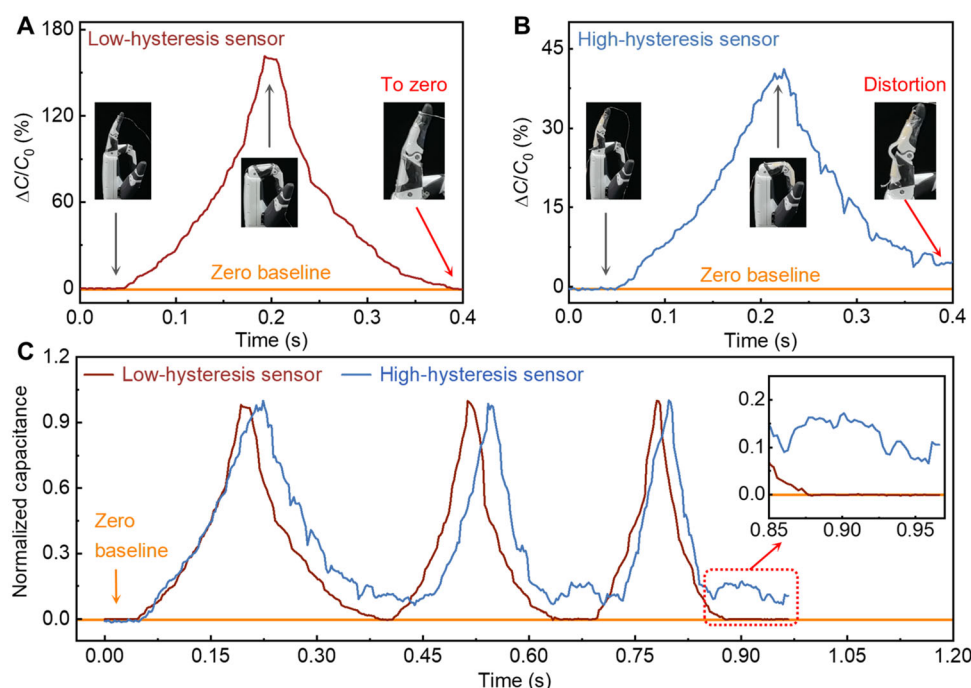 A
Low-hysteresis sensor
To zero
Zero baseline
ΔC/C0 (%)
180
120
60
0
0.0 0.1 0.2 0.3 0.4
Time (s)
B
High-hysteresis sensor
Distortion
Zero baseline
ΔC/C0 (%)
45
30
15
0
0.0 0.1 0.2 0.3 0.4
Time (s)
C
Low-hysteresis sensor High-hysteresis sensor
Zero
baseline
Normalized capacitance
1.2
0.9
0.6
0.3
0.0
0.00 0.15 0.30 0.45 0.60 0.75 0.90 1.05 1.20
Time (s)
0.2
0.1
0.0
0.85 0.90 0.95